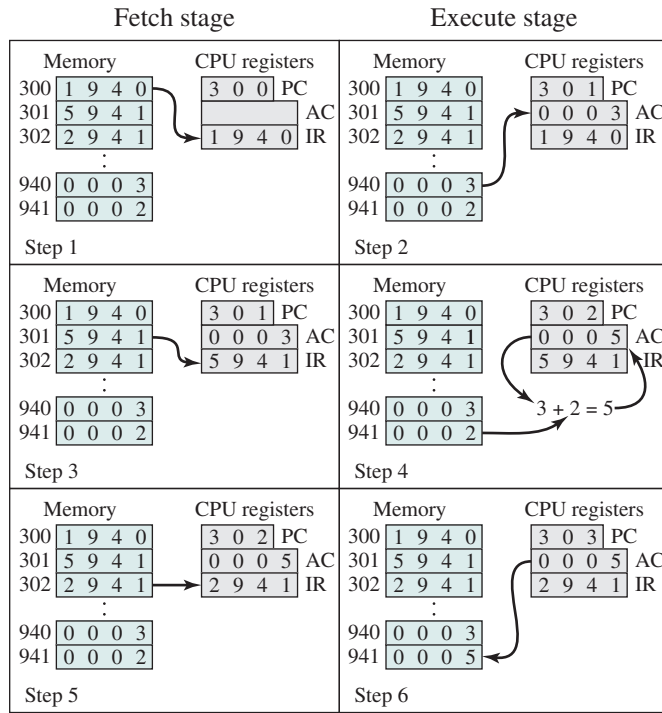 Fetch stage
Execute stage
Memory
CPU registers
300 1 9 4 0
3 0 0 PC
301 5 9 4 1
AC
302 2 9 4 1
1 9 4 0 IR
940 0 0 0 3
941 0 0 0 2
Step 1
Memory
CPU registers
300 1 9 4 0
3 0 1 PC
301 5 9 4 1
0 0 0 3 AC
302 2 9 4 1
1 9 4 0 IR
940 0 0 0 3
941 0 0 0 2
Step 2
Memory
CPU registers
300 1 9 4 0
3 0 1 PC
301 5 9 4 1
0 0 0 3 AC
302 2 9 4 1
5 9 4 1 IR
940 0 0 0 3
941 0 0 0 2
Step 3
Memory
CPU registers
300 1 9 4 0
3 0 2 PC
301 5 9 4 1
0 0 0 5 AC
302 2 9 4 1
5 9 4 1 IR
940 0 0 0 3
3 + 2 = 5
941 0 0 0 2
Step 4
Memory
CPU registers
300 1 9 4 0
3 0 2 PC
301 5 9 4 1
0 0 0 5 AC
302 2 9 4 1
2 9 4 1 IR
940 0 0 0 3
941 0 0 0 2
Step 5
Memory
CPU registers
300 1 9 4 0
3 0 3 PC
301 5 9 4 1
0 0 0 5 AC
302 2 9 4 1
2 9 4 1 IR
940 0 0 0 3
941 0 0 0 5
Step 6